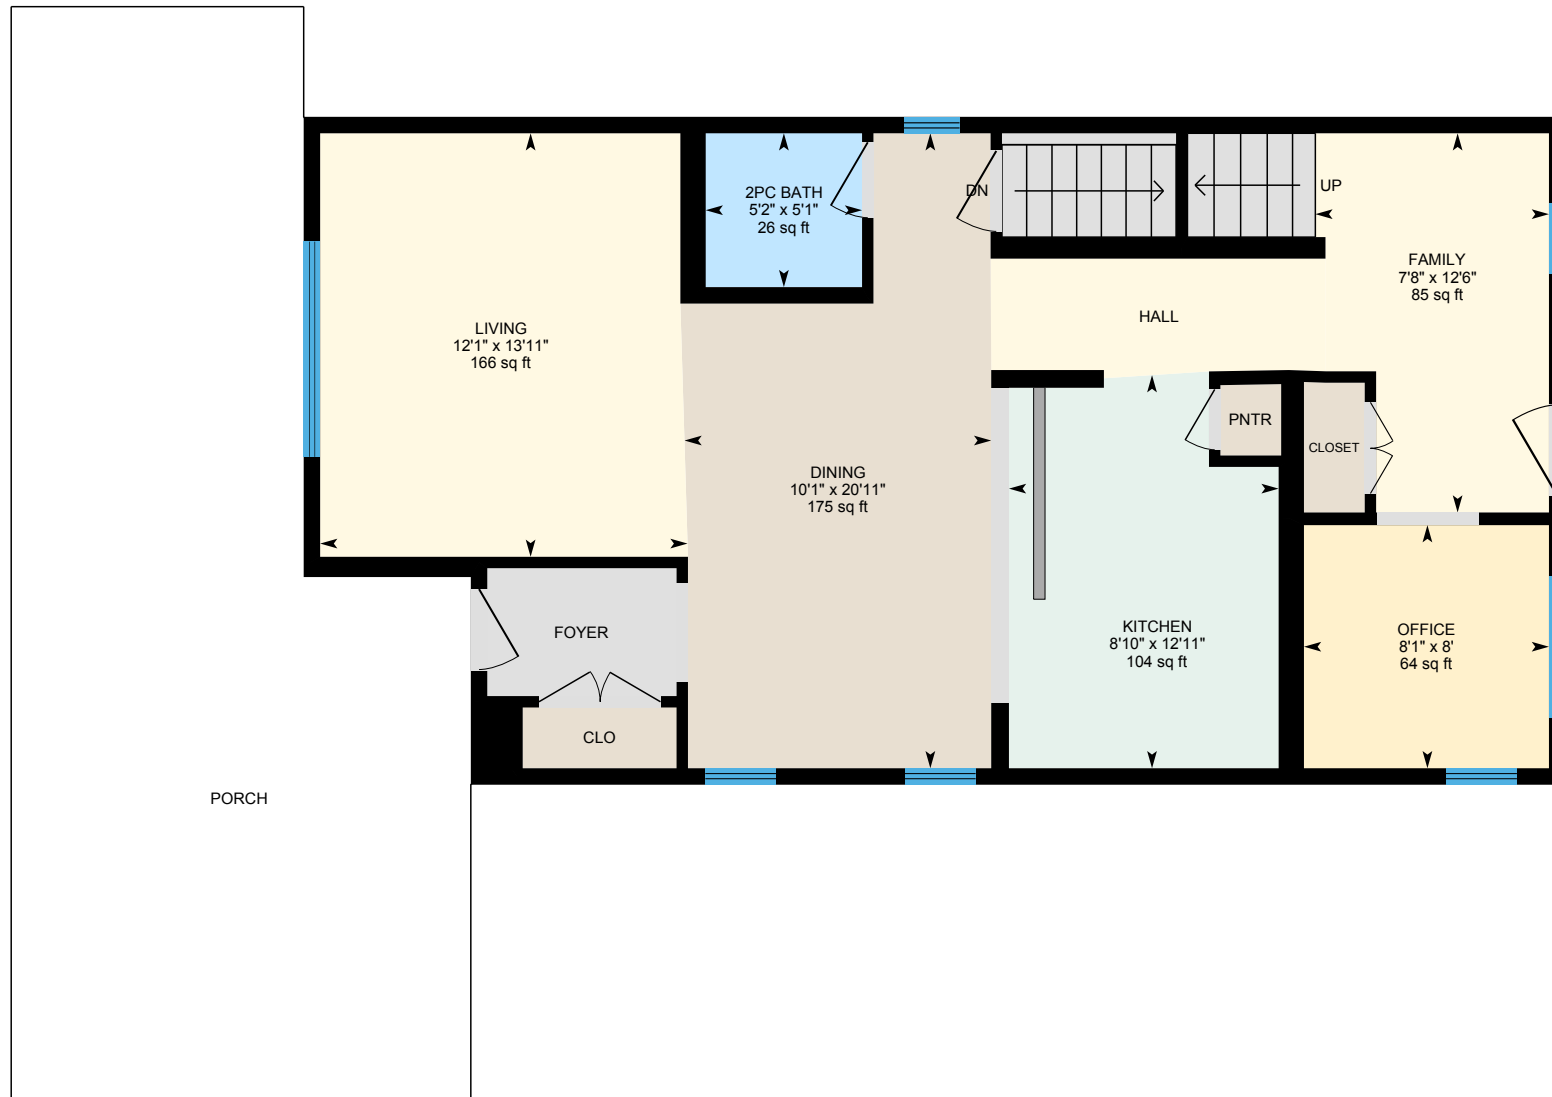 2PC BATH
5'2" x 5'1"
26 sq ft
DN
UP
FAMILY
7'8" x 12'6"
85 sq ft
HALL
LIVING
12'1" x 13'11"
166 sq ft
PNTR
CLOSET
DINING
10'1" x 20'11"
175 sq ft
FOYER
KITCHEN
8'10" x 12'11"
104 sq ft
OFFICE
8'1" x 8'
64 sq ft
CLO
PORCH